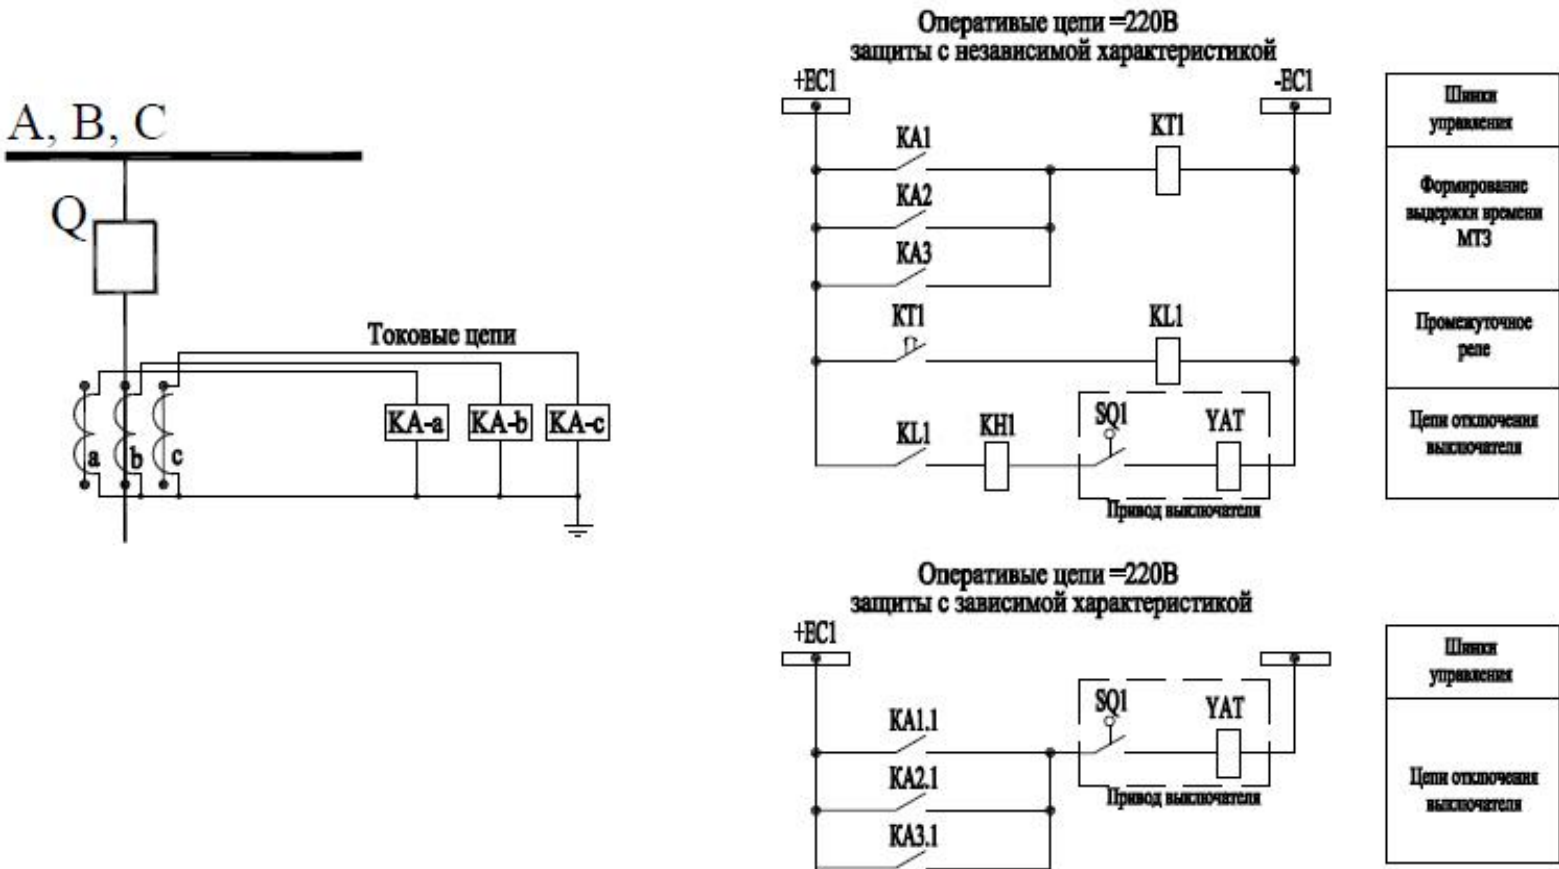 A, B, C
Q
Токовые цепи
KA-a
KA-b
KA-c
a
b
c
Оперативые цепи =220В
защиты с независимой характеристикой
+EC1
-EC1
KA1
KT1
KA2
KA3
KT1
KL1
KL1
KH1
SQ1
YAT
Привод выключателя
Шинки
управления
Формирование
выдержки времени
МТЗ
Промежуточное
реле
Цепи отключения
выключателя
Оперативые цепи =220В
защиты с зависимой характеристикой
+EC1
KA1.1
SQ1
YAT
KA2.1
Привод выключателя
KA3.1
Шинки
управления
Цепи отключения
выключателя